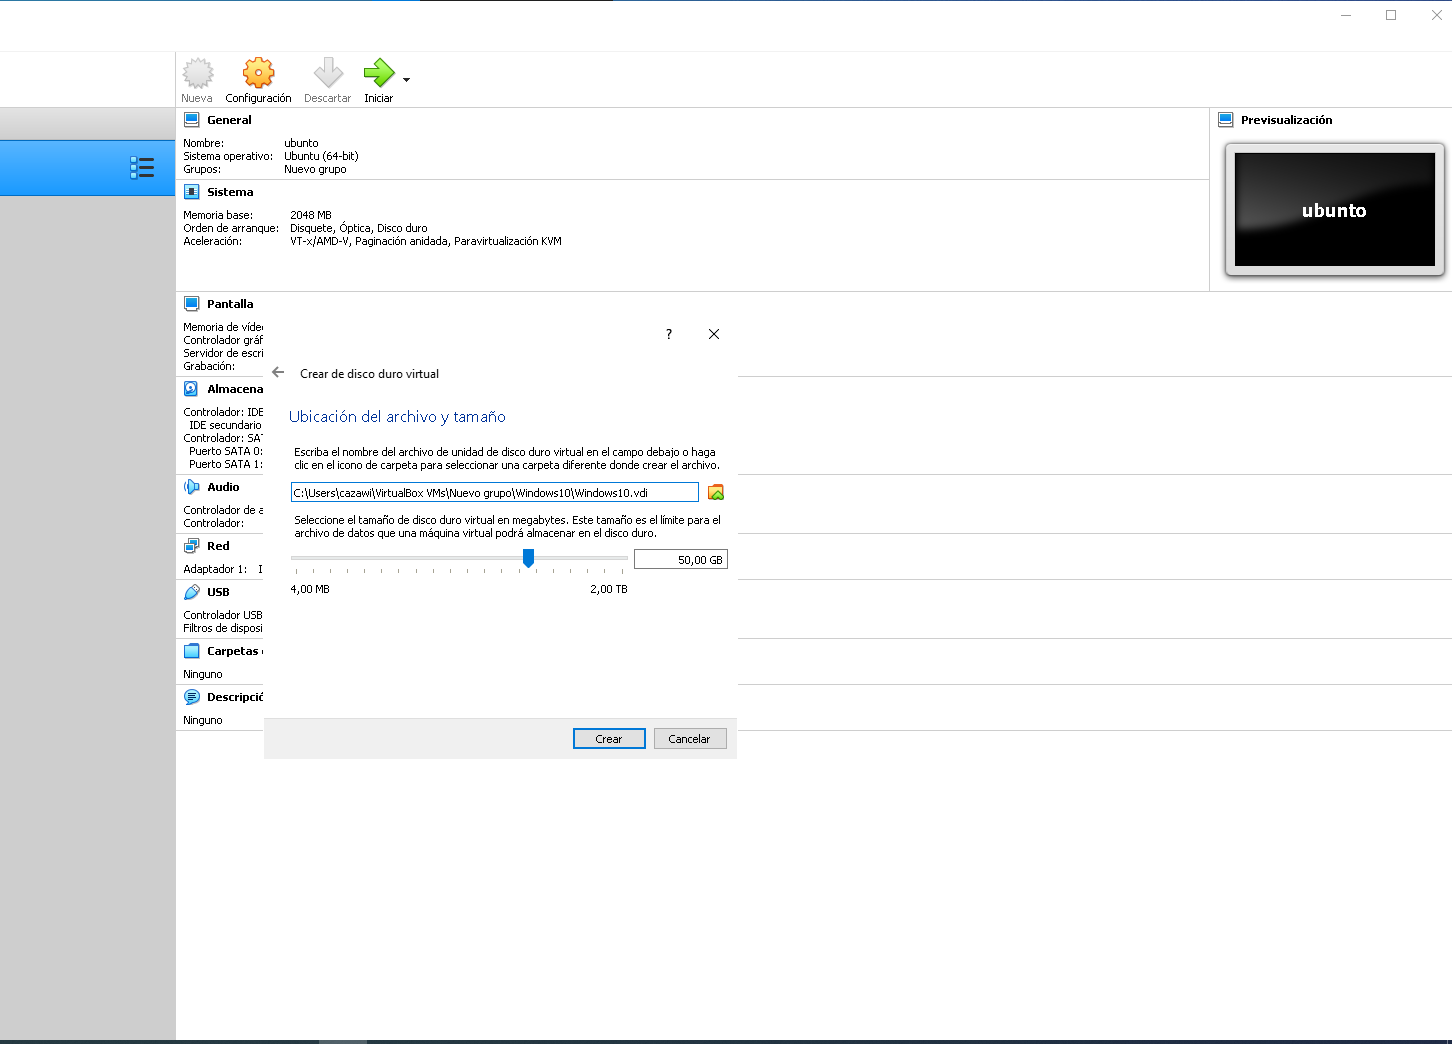 Nueva
Configuración
Descartar
Iniciar
General
Nombre: ubunto
Sistema operativo: Ubuntu (64-bit)
Grupos: Nuevo grupo
Previsualización
ubunto
Sistema
Memoria base: 2048 MB
Orden de arranque: Disquete, Óptica, Disco duro
Aceleración: VT-x/AMD-V, Paginación anidada, Paravirtualización KVM
Pantalla
Memoria de víde
Controlador gráf
Servidor de escri
Grabación:
Almacena
Controlador: IDE
IDE secundario
Controlador: SAT
Puerto SATA 0:
Puerto SATA 1:
Audio
Controlador de a
Controlador:
Red
Adaptador 1: I
USB
Controlador USB
Filtros de disposi
Carpetas
Ninguno
Descripció
Ninguno
?
Crear de disco duro virtual
Ubicación del archivo y tamaño
Escriba el nombre del archivo de unidad de disco duro virtual en el campo debajo o haga
clic en el icono de carpeta para seleccionar una carpeta diferente donde crear el archivo.
C:\Users\cazawi\VirtualBox VMs\Nuevo grupo\Windows10\Windows10.vdi
Seleccione el tamaño de disco duro virtual en megabytes. Este tamaño es el límite para el
archivo de datos que una máquina virtual podrá almacenar en el disco duro.
50,00 GB
4,00 MB
2,00 TB
Crear
Cancelar